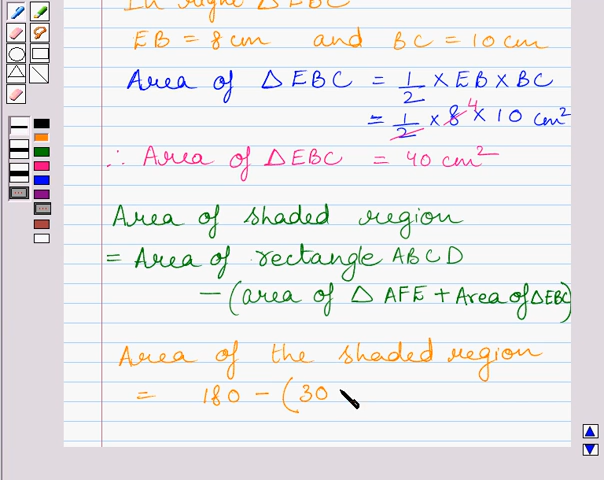 In right △EBC
EB = 8 cm and BC = 10 cm
Area of △EBC = 1/2 × EB × BC
= 1/2 × 8 4 × 10 cm²
∴ Area of △EBC = 40 cm²
Area of shaded region
= Area of rectangle ABCD
– (area of △ AFE + Area of △EBC)
Area of the shaded region
= 180 – (30